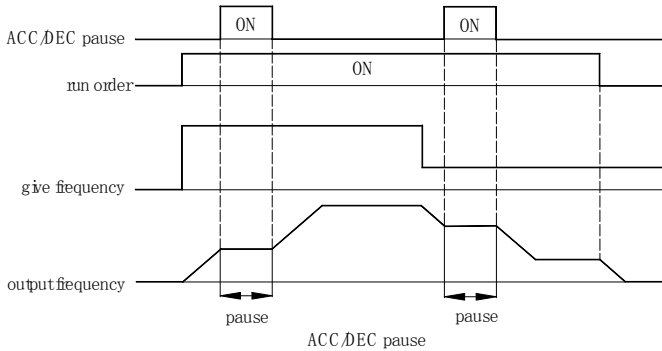 ON
ON
ACC/DEC pause
ON
run order
give frequency
output frequency
pause
pause
ACC/DEC pause